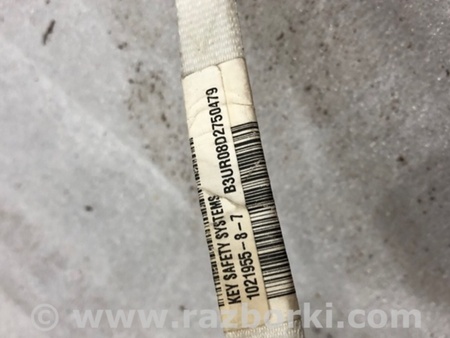 KEY SAFETY SYSTEMS
1021955-8-7
B3UR08D2750479
© www.razborki.com